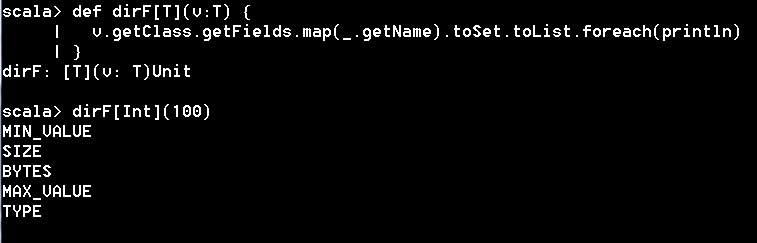 scala> def dirF[T](v:T) {
     |   v.getClass.getFields.map(_.getName).toSet.toList.foreach(println)
     | }
dirF: [T](v: T)Unit
scala> dirF[Int](100)
MIN_VALUE
SIZE
BYTES
MAX_VALUE
TYPE